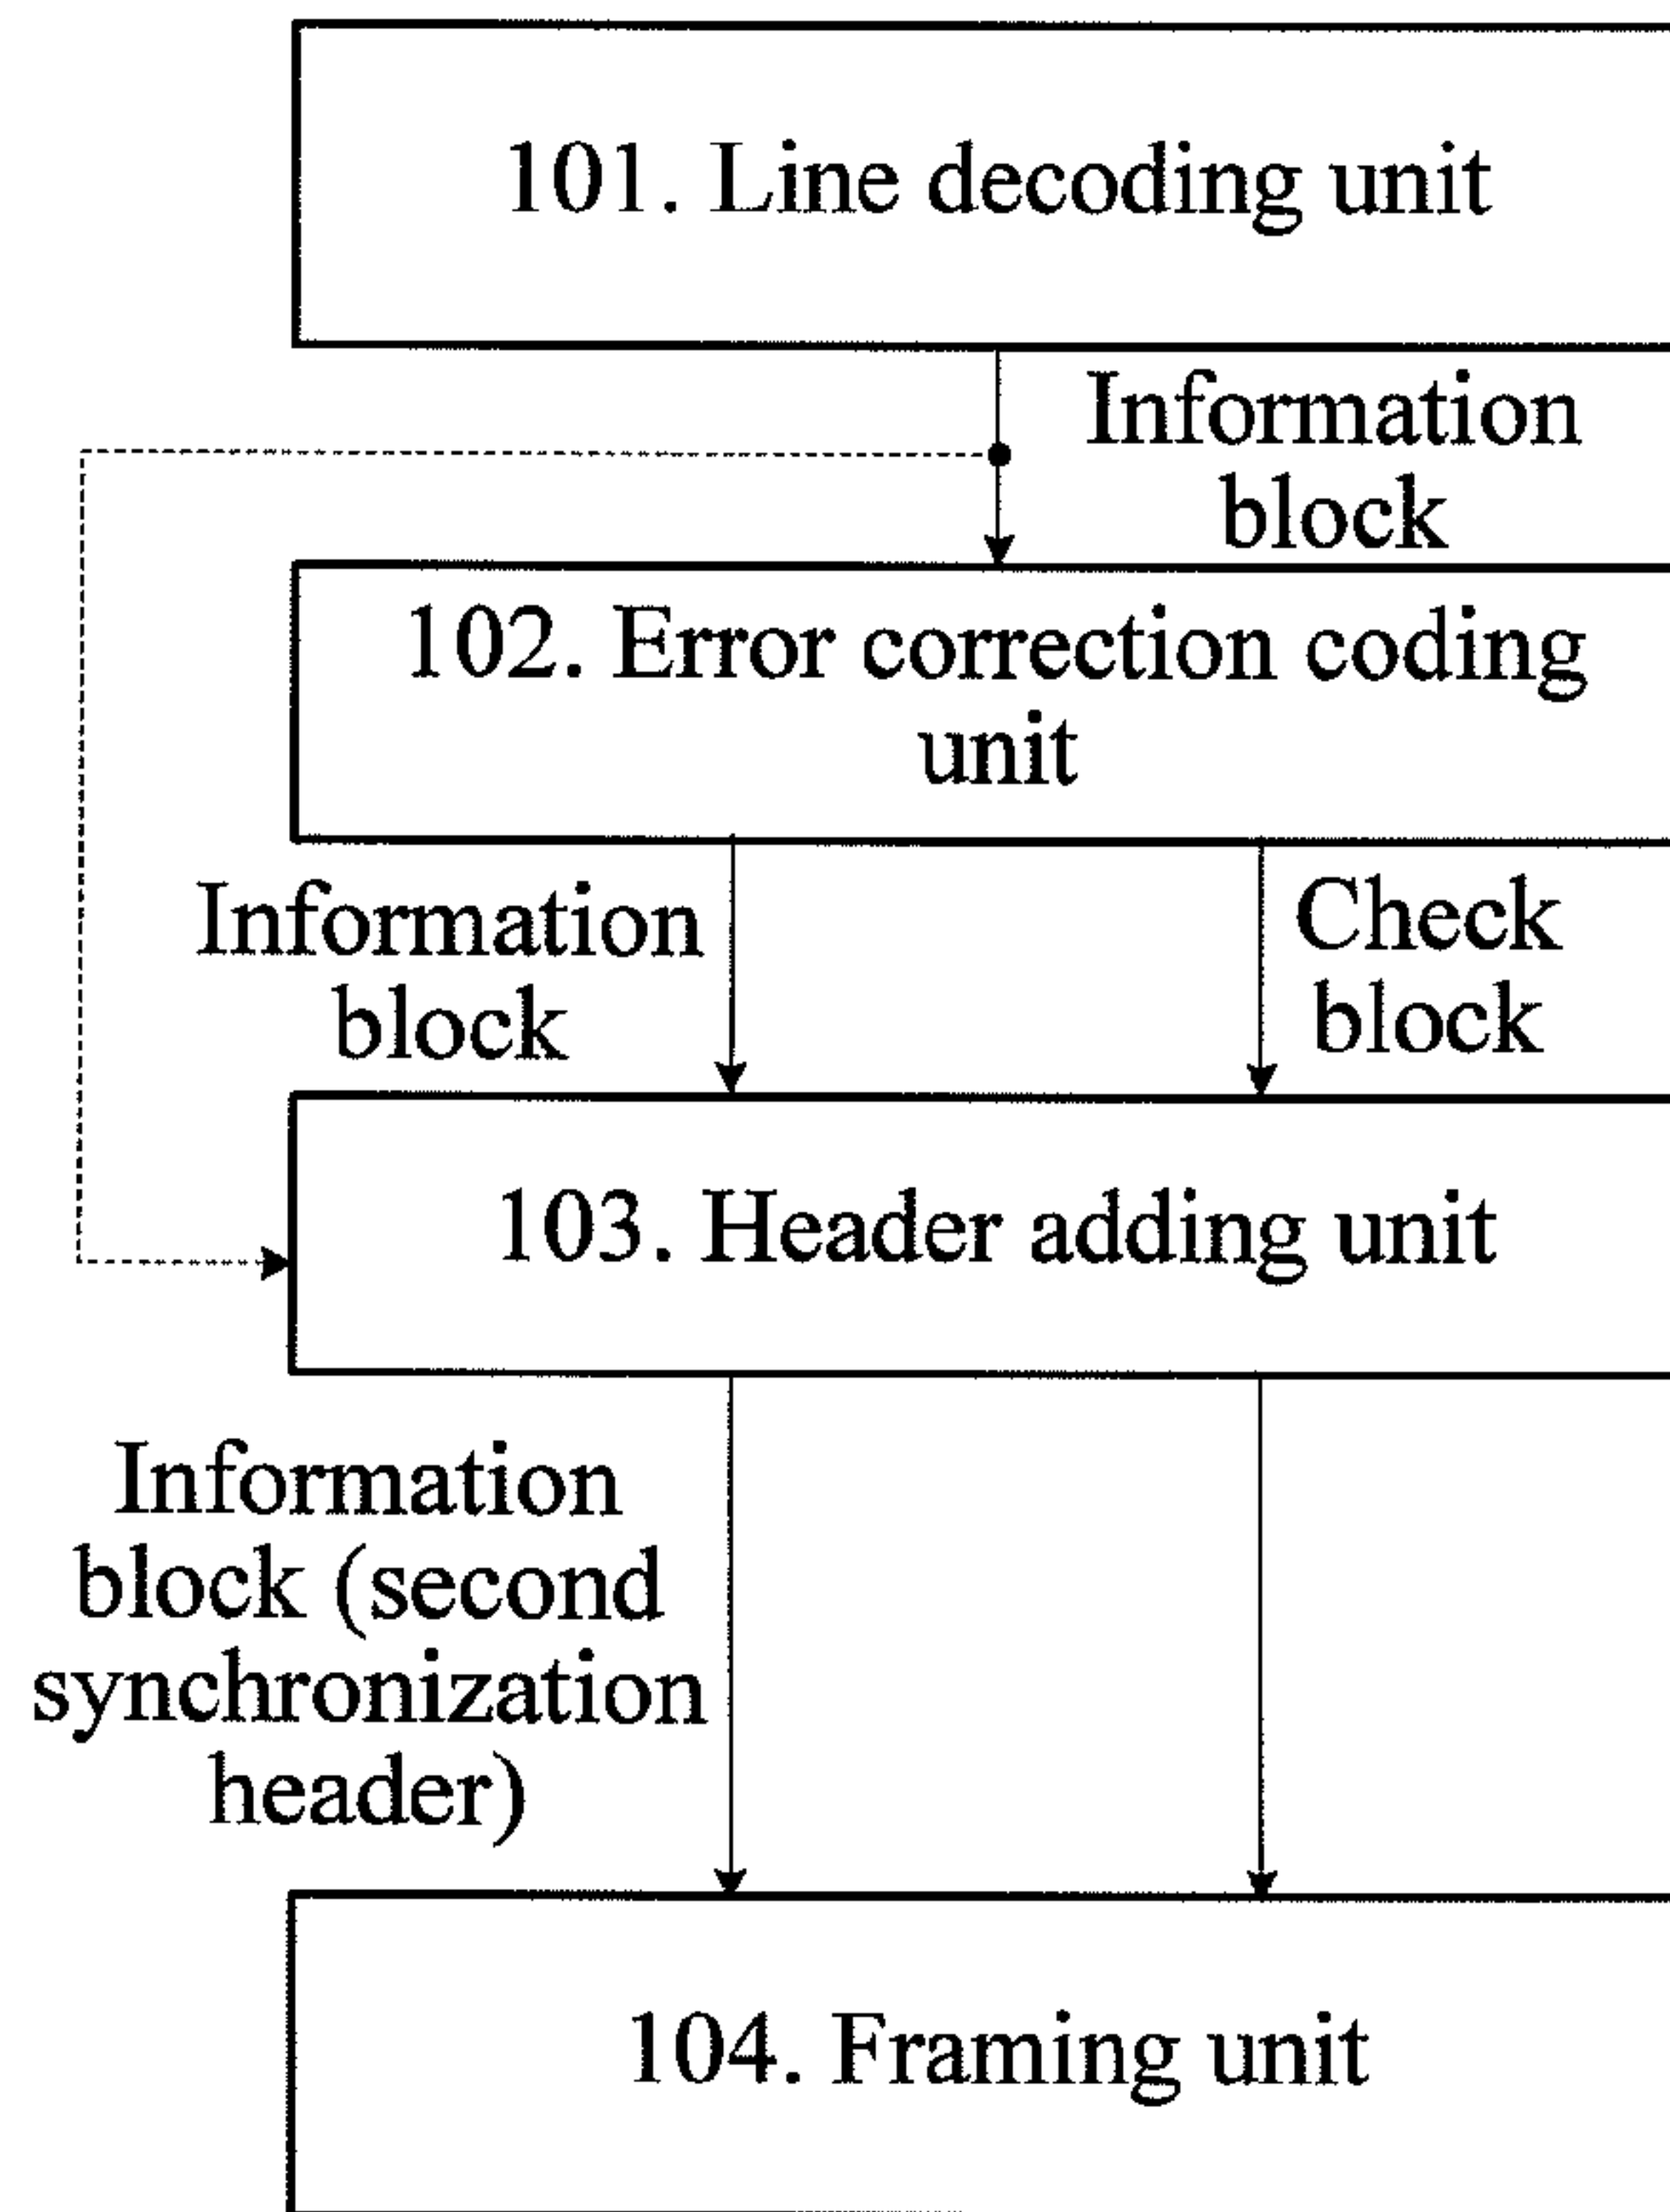 101. Line decoding unit
Information
block
102. Error correction coding
unit
Information
block
Check
block
103. Header adding unit
Information
block (second
synchronization
header)
104. Framing unit